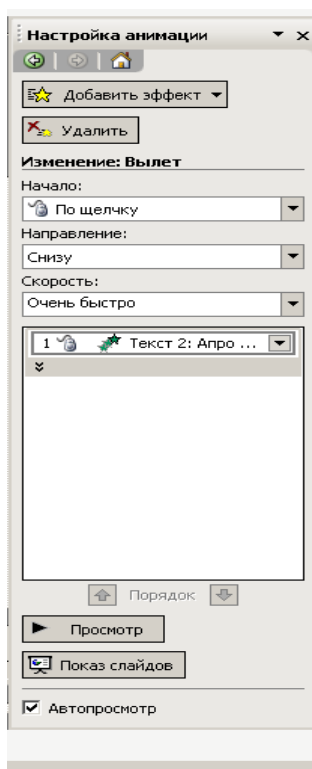 Настройка анимации
Добавить эффект
Удалить
Изменение: Вылет
Начало:
По щелчку
Направление:
Снизу
Скорость:
Очень быстро
1 Текст 2: Апро ...
Порядок
Просмотр
Показ слайдов
Автопросмотр